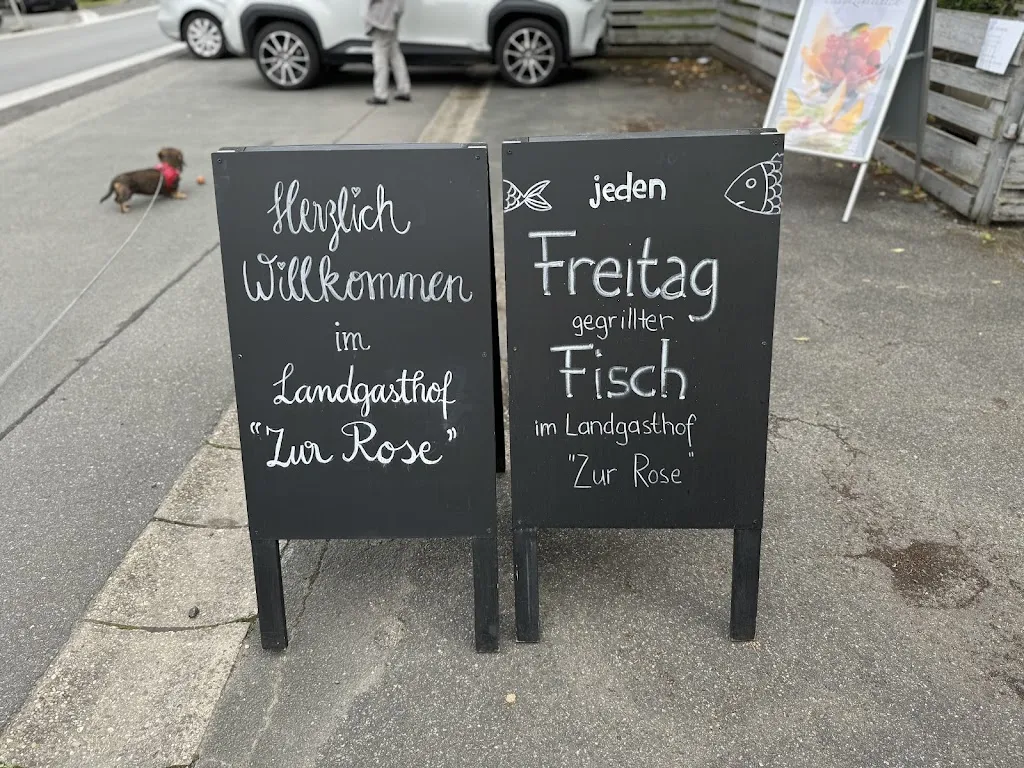 Herzlich
Willkommen
im
Landgasthof
"Zur Rose"
jeden
Freitag
gegrillter
Fisch
im Landgasthof
"Zur Rose"